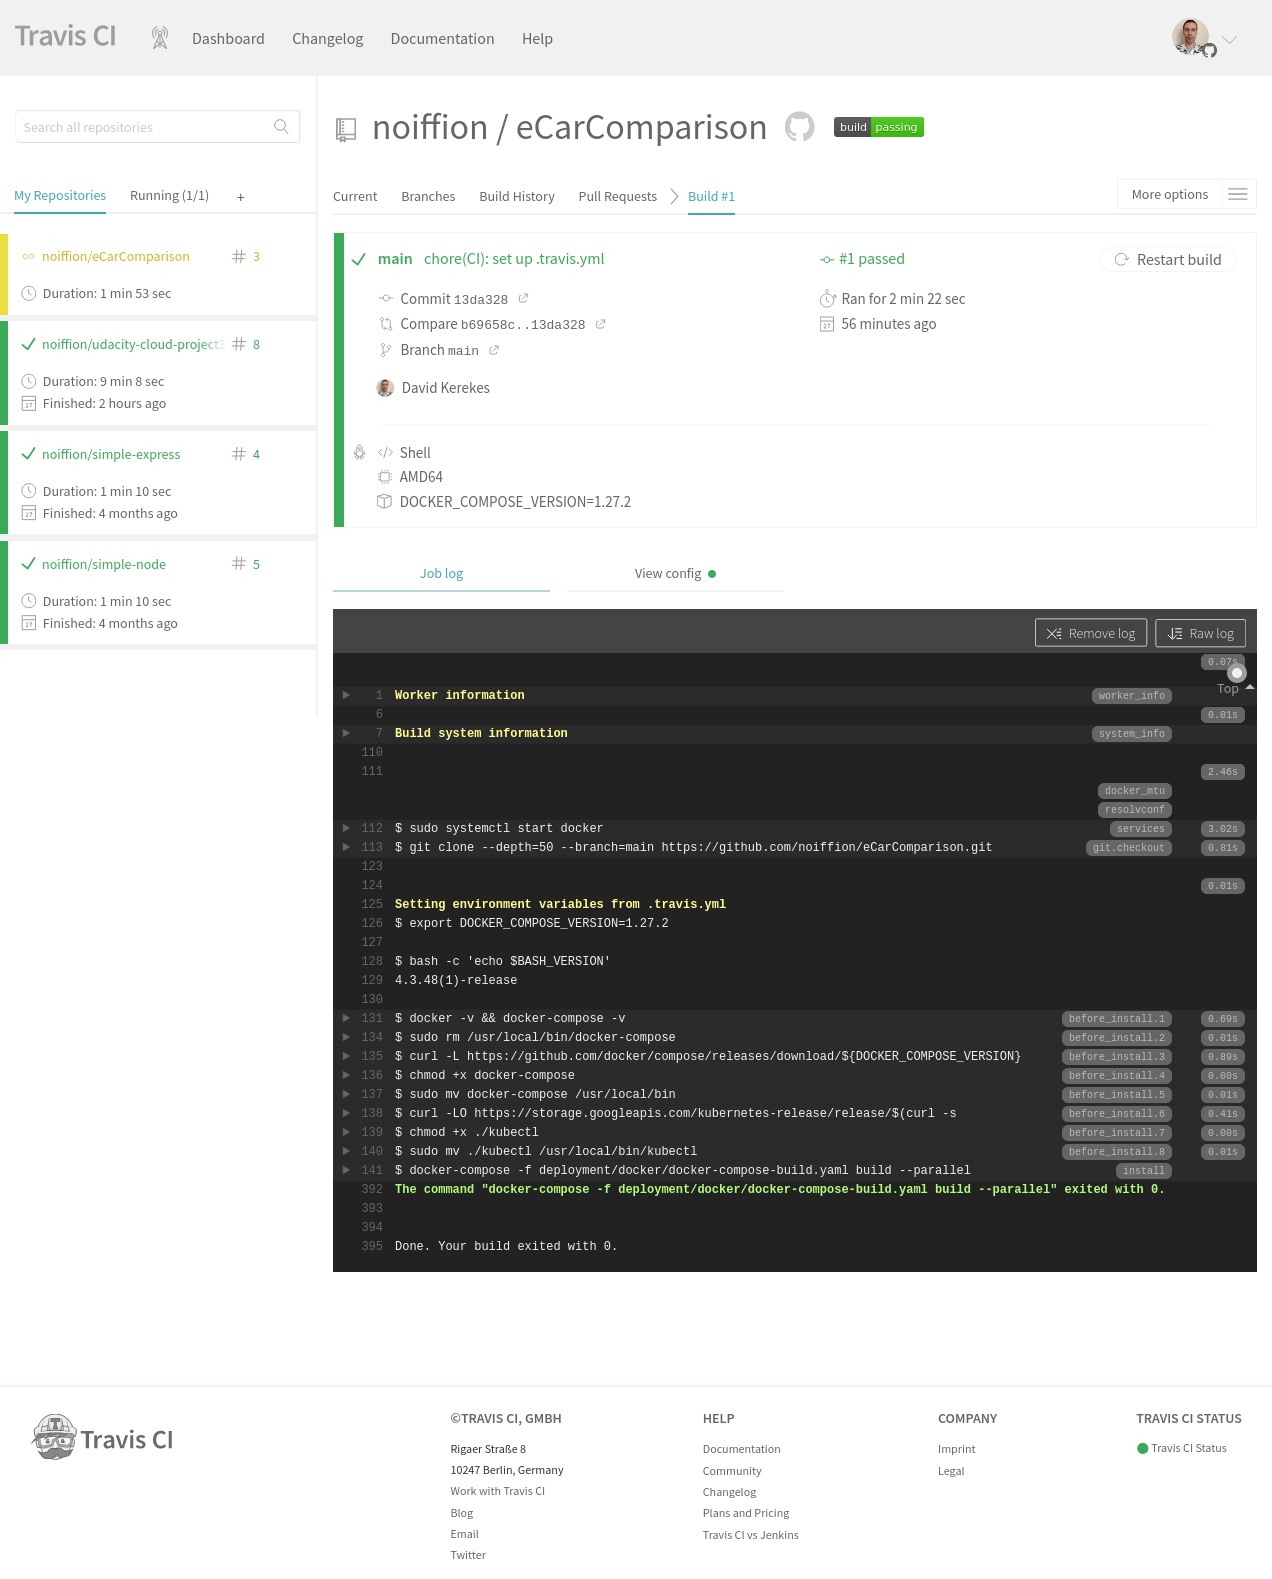 Travis CI
Dashboard Changelog Documentation Help
Search all repositories
My Repositories Running (1/1) +
noiffion/eCarComparison # 3
Duration: 1 min 53 sec
noiffion/udacity-cloud-project3 # 8
Duration: 9 min 8 sec
Finished: 2 hours ago
noiffion/simple-express # 4
Duration: 1 min 10 sec
Finished: 4 months ago
noiffion/simple-node # 5
Duration: 1 min 10 sec
Finished: 4 months ago
noiffion / eCarComparison build passing
Current Branches Build History Pull Requests Build #1
More options
main chore(CI): set up .travis.yml
#1 passed
Restart build
Commit 13da328
Ran for 2 min 22 sec
Compare b69658c..13da328
56 minutes ago
Branch main
David Kerekes
Shell
AMD64
DOCKER_COMPOSE_VERSION=1.27.2
Job log View config
Remove log Raw log
0.07s
Top
1 Worker information worker_info
6 0.01s
7 Build system information system_info
110
111 2.46s
docker_mtu
resolvconf
112 $ sudo systemctl start docker services 3.02s
113 $ git clone --depth=50 --branch=main https://github.com/noiffion/eCarComparison.git git.checkout 0.81s
123
124 0.01s
125 Setting environment variables from .travis.yml
126 $ export DOCKER_COMPOSE_VERSION=1.27.2
127
128 $ bash -c 'echo $BASH_VERSION'
129 4.3.48(1)-release
130
131 $ docker -v && docker-compose -v before_install.1 0.69s
134 $ sudo rm /usr/local/bin/docker-compose before_install.2 0.01s
135 $ curl -L https://github.com/docker/compose/releases/download/${DOCKER_COMPOSE_VERSION} before_install.3 0.89s
136 $ chmod +x docker-compose before_install.4 0.00s
137 $ sudo mv docker-compose /usr/local/bin before_install.5 0.01s
138 $ curl -LO https://storage.googleapis.com/kubernetes-release/release/$(curl -s before_install.6 0.41s
139 $ chmod +x ./kubectl before_install.7 0.00s
140 $ sudo mv ./kubectl /usr/local/bin/kubectl before_install.8 0.01s
141 $ docker-compose -f deployment/docker/docker-compose-build.yaml build --parallel install
392 The command "docker-compose -f deployment/docker/docker-compose-build.yaml build --parallel" exited with 0.
393
394
395 Done. Your build exited with 0.
Travis CI
©TRAVIS CI, GMBH
Rigaer Straße 8
10247 Berlin, Germany
Work with Travis CI
Blog
Email
Twitter
HELP
Documentation
Community
Changelog
Plans and Pricing
Travis CI vs Jenkins
COMPANY
Imprint
Legal
TRAVIS CI STATUS
Travis CI Status